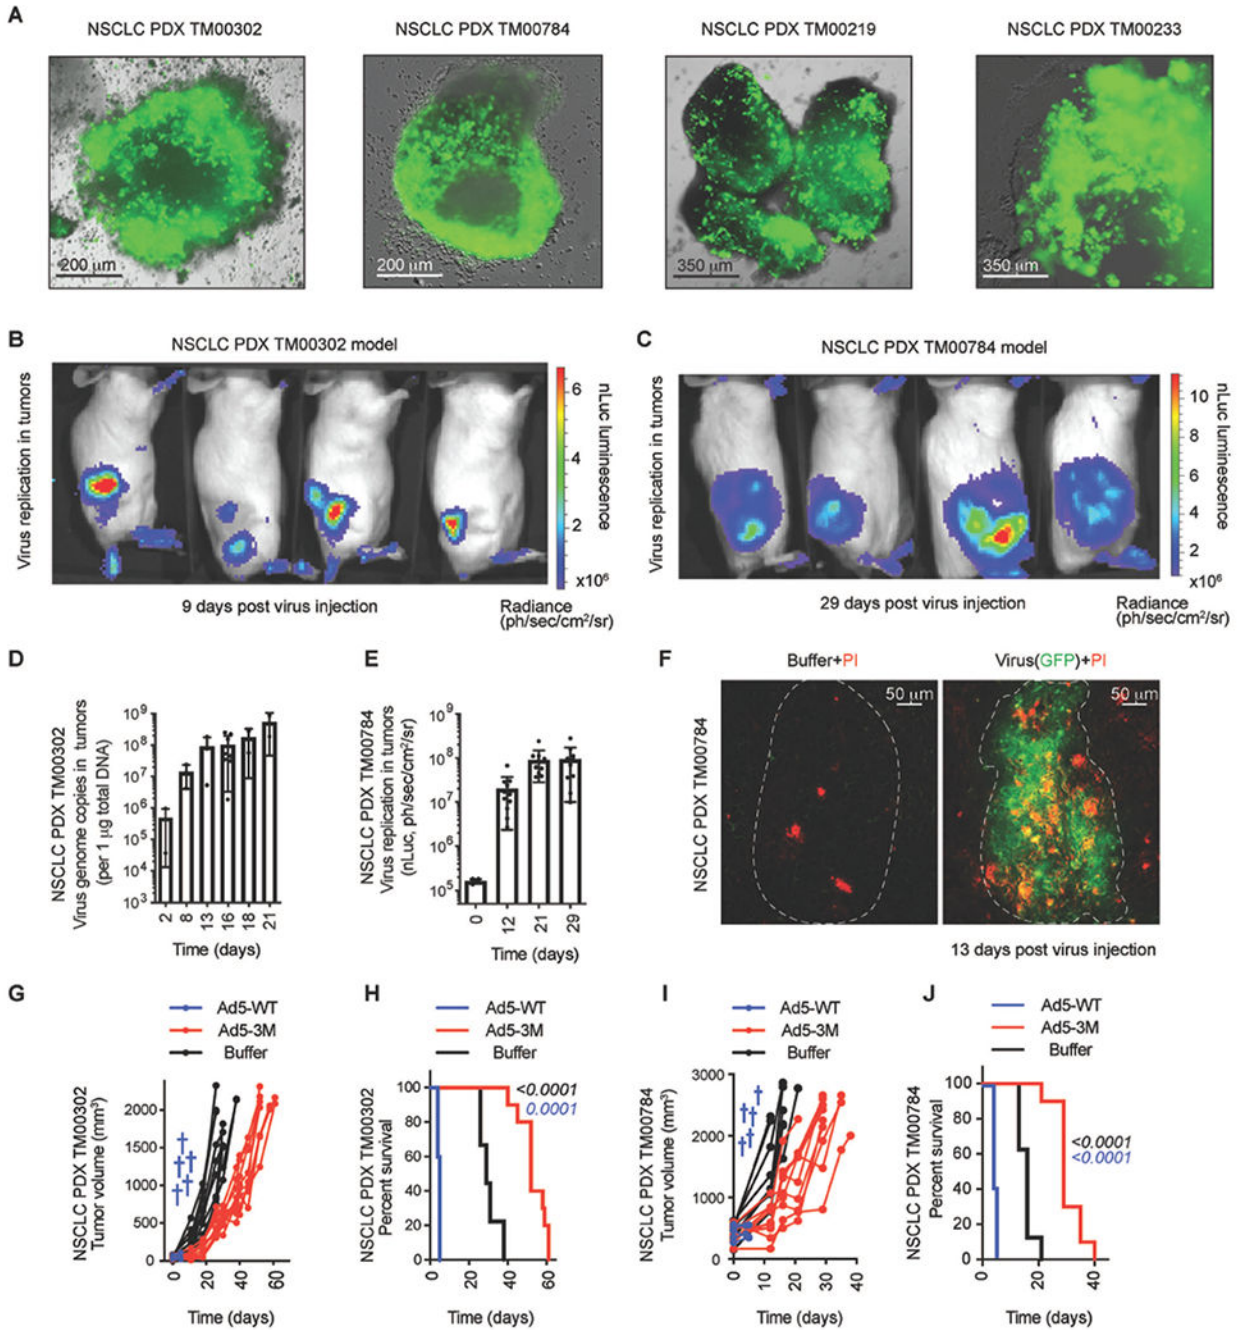 A
NSCLC PDX TM00302
NSCLC PDX TM00784
NSCLC PDX TM00219
NSCLC PDX TM00233
200 μm
200 μm
350 μm
350 μm
B
NSCLC PDX TM00302 model
Virus replication in tumors
6
4
2
x10⁶
nLuc luminescence
9 days post virus injection
Radiance
(ph/sec/cm²/sr)
C
NSCLC PDX TM00784 model
Virus replication in tumors
10
8
6
4
2
x10⁶
nLuc luminescence
29 days post virus injection
Radiance
(ph/sec/cm²/sr)
D
NSCLC PDX TM00302
Virus genome copies in tumors
(per 1 μg total DNA)
10⁹
10⁸
10⁷
10⁶
10⁵
10⁴
10³
2 8 13 16 18 21
Time (days)
E
NSCLC PDX TM00784
Virus replication in tumors
(nLuc, ph/sec/cm²/sr)
10⁹
10⁸
10⁷
10⁶
10⁵
0 12 21 29
Time (days)
F
NSCLC PDX TM00784
Buffer+PI
Virus(GFP)+PI
50 μm
50 μm
13 days post virus injection
G
Ad5-WT
Ad5-3M
Buffer
NSCLC PDX TM00302
Tumor volume (mm³)
2000
1500
1000
500
0
0 20 40 60
Time (days)
H
Ad5-WT
Ad5-3M
Buffer
NSCLC PDX TM00302
Percent survival
100
80
60
40
20
0
<0.0001
0.0001
0 20 40 60
Time (days)
I
Ad5-WT
Ad5-3M
Buffer
NSCLC PDX TM00784
Tumor volume (mm³)
3000
2000
1000
0
0 10 20 30 40
Time (days)
J
Ad5-WT
Ad5-3M
Buffer
NSCLC PDX TM00784
Percent survival
100
80
60
40
20
0
<0.0001
<0.0001
0 20 40
Time (days)